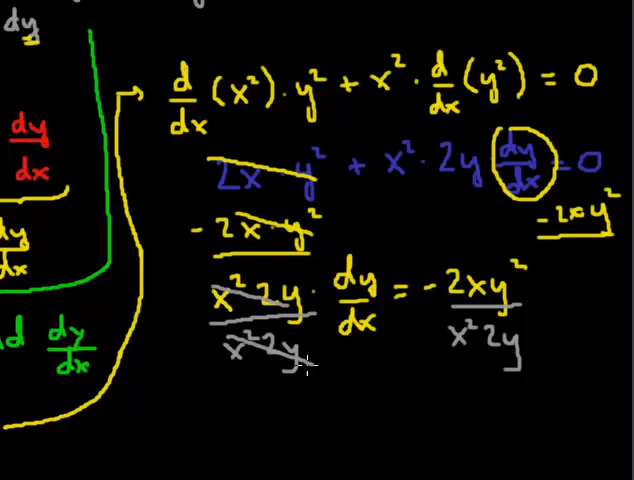 dy
dy/dx
dy/dx
d dy/dx
d/dx (x²) · y² + x² · d/dx (y²) = 0
2x · y² + x² · 2y dy/dx = 0
- 2x · y² - 2xy²
x² 2y · dy/dx = - 2xy²
x² 2y x² 2y